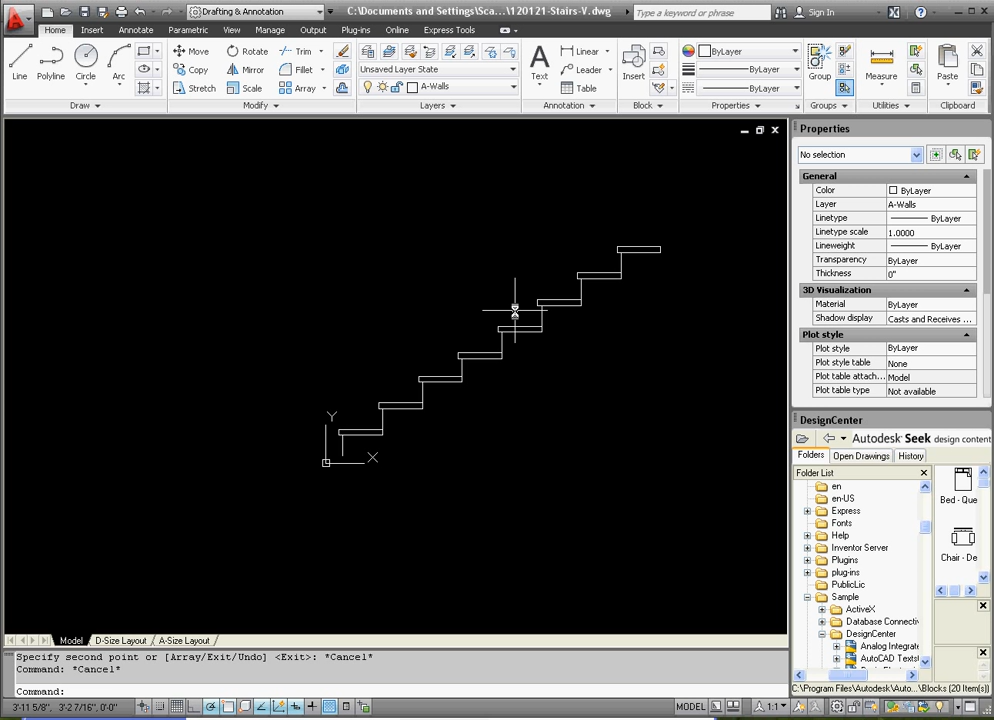 Drafting & Annotation
C:\Documents and Settings\Sca...\120121-Stairs-V.dwg
Type a keyword or phrase
Sign In
Home Insert Annotate Parametric View Manage Output Plug-ins Online Express Tools
Line Polyline Circle Arc
Move Rotate Trim
Copy Mirror Fillet
Stretch Scale Array
Unsaved Layer State
A-Walls
Text Linear
Leader
Table
Insert
ByLayer
ByLayer
ByLayer
Group Measure Paste
Draw Modify Layers Annotation Block Properties Groups Utilities Clipboard
Properties
No selection
General
Color ByLayer
Layer A-Walls
Linetype ByLayer
Linetype scale 1.0000
Lineweight ByLayer
Transparency ByLayer
Thickness 0"
3D Visualization
Material ByLayer
Shadow display Casts and Receives ...
Plot style
Plot style ByLayer
Plot style table None
Plot table attach... Model
Plot table type Not available
Y
X
DesignCenter
Autodesk® Seek design content
Folders Open Drawings History
Folder List
en
en-US
Express
Fonts
Help
Inventor Server
Plugins
plug-ins
PublicLic
Sample
ActiveX
Database Connectiv
DesignCenter
Analog Integrate
AutoCAD Textst
Bed - Que
Chair - De
C:\Program Files\Autodesk\Auto...\Blocks (20 Item(s))
Model D-Size Layout A-Size Layout
Specify second point or [Array/Exit/Undo] <Exit>: *Cancel*
Command: *Cancel*
Command:
3'-11 5/8", 3'-2 7/16", 0'-0"
MODEL
1:1